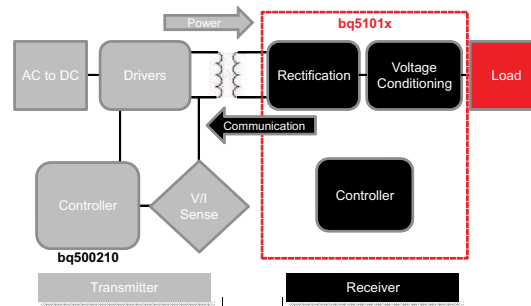 Power
bq5101x
AC to DC
Drivers
Rectification
Voltage
Conditioning
Load
Communication
Controller
V/I
Sense
Controller
bq500210
Transmitter
Receiver